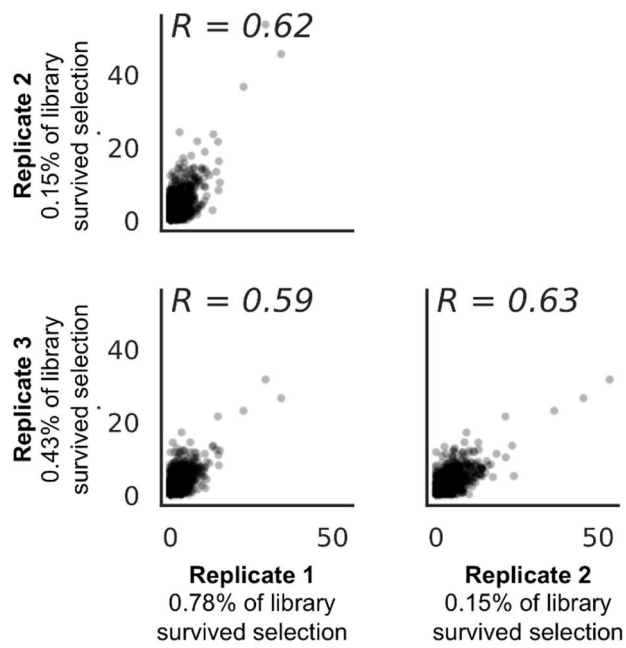 R = 0.62
Replicate 2
0.15% of library
survived selection
40
20
0
R = 0.59
R = 0.63
Replicate 3
0.43% of library
survived selection
40
20
0
0
50
0
50
Replicate 1
0.78% of library
survived selection
Replicate 2
0.15% of library
survived selection